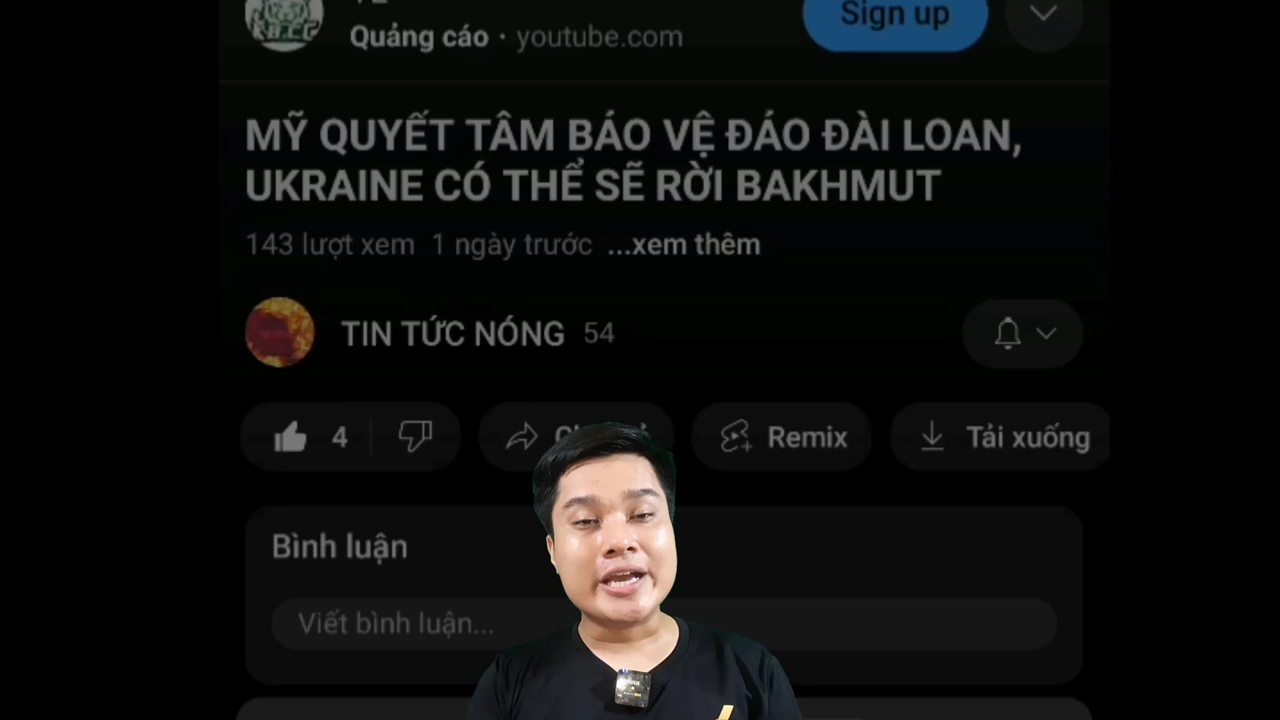 Sign up
Quảng cáo · youtube.com
MỸ QUYẾT TÂM BẢO VỆ ĐẢO ĐÀI LOAN,
UKRAINE CÓ THỂ SẼ RỜI BAKHMUT
143 lượt xem 1 ngày trước ...xem thêm
TIN TỨC NÓNG 54
4 Remix Tải xuống
Bình luận
Viết bình luận...